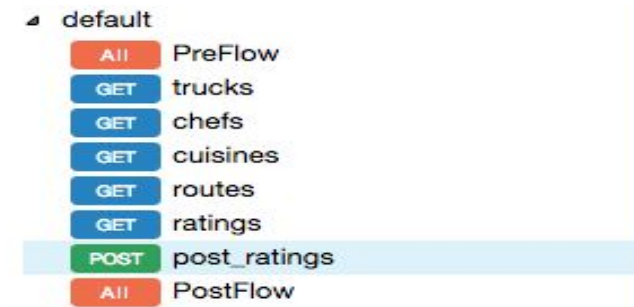 default
All PreFlow
GET trucks
GET chefs
GET cuisines
GET routes
GET ratings
POST post_ratings
All PostFlow